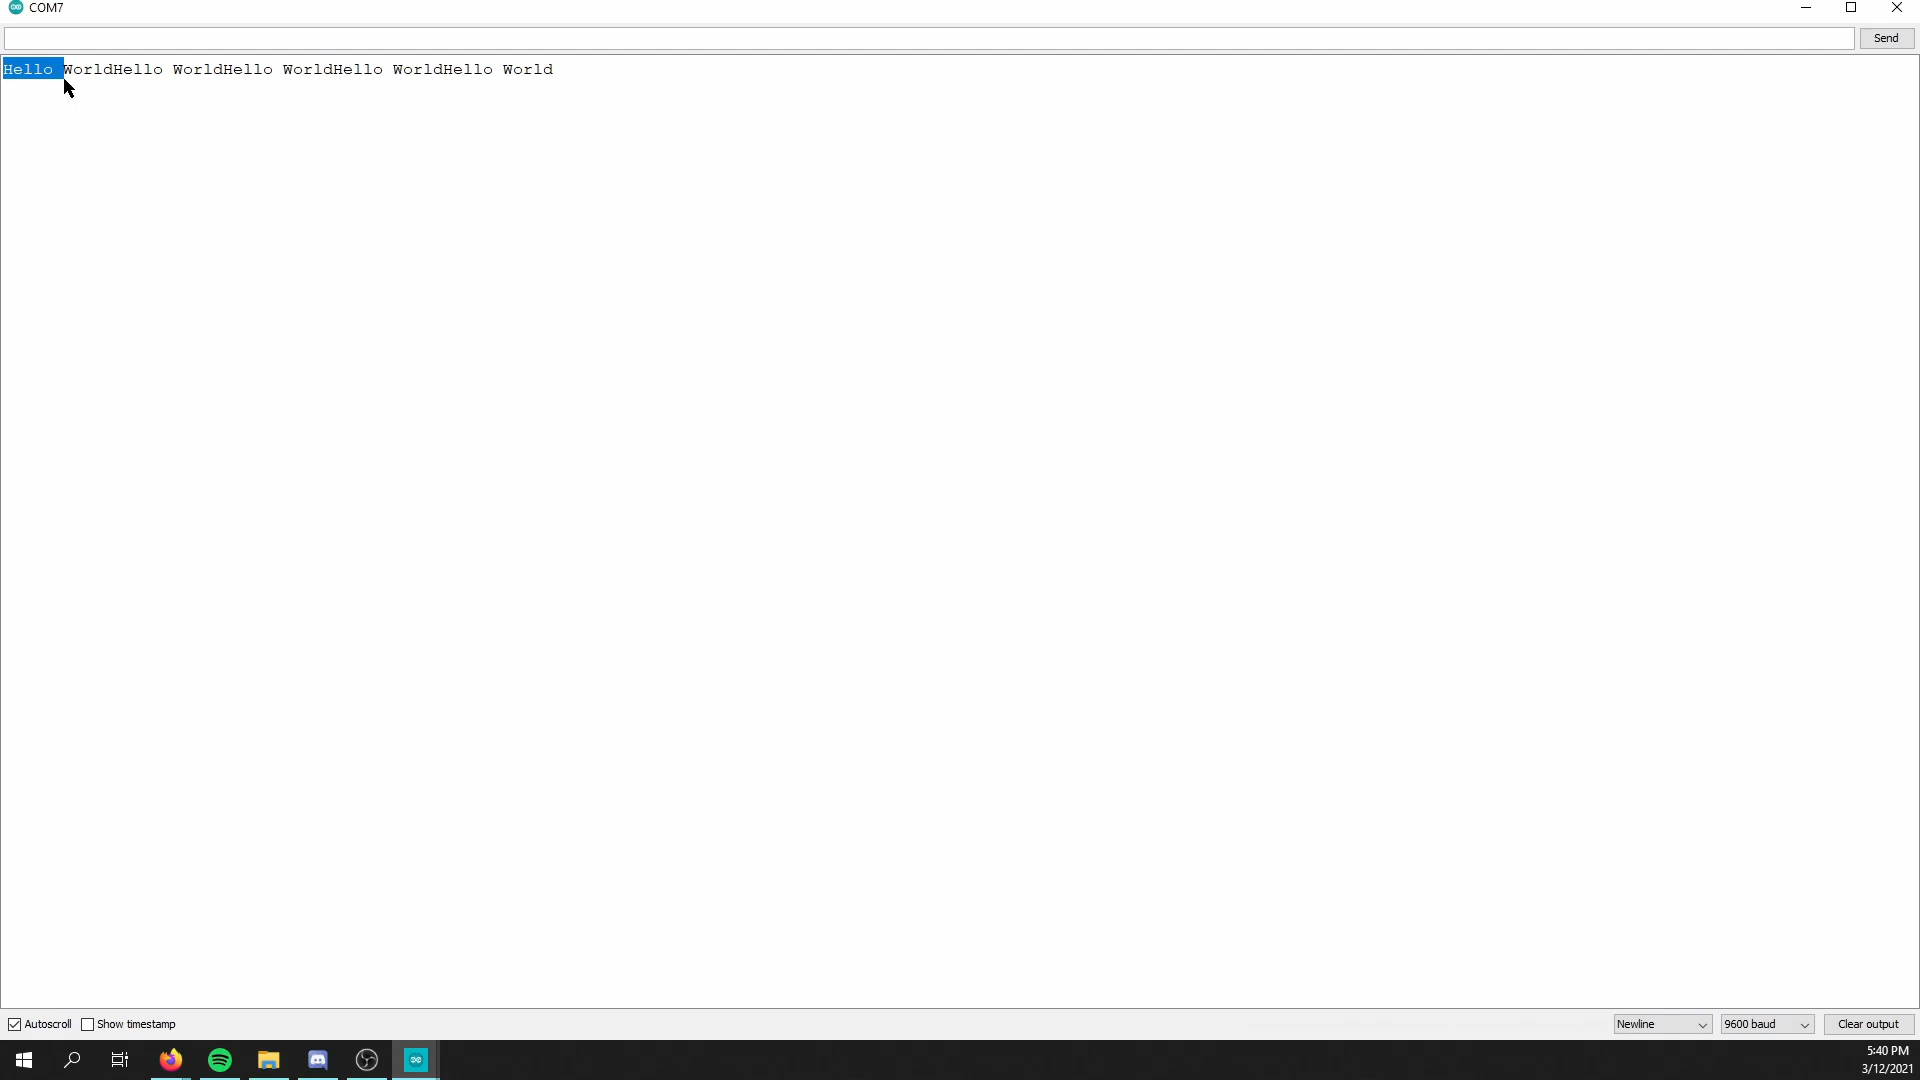 COM7
Send
Hello WorldHello WorldHello WorldHello WorldHello World
Autoscroll Show timestamp Newline 9600 baud Clear output
5:40 PM
3/12/2021